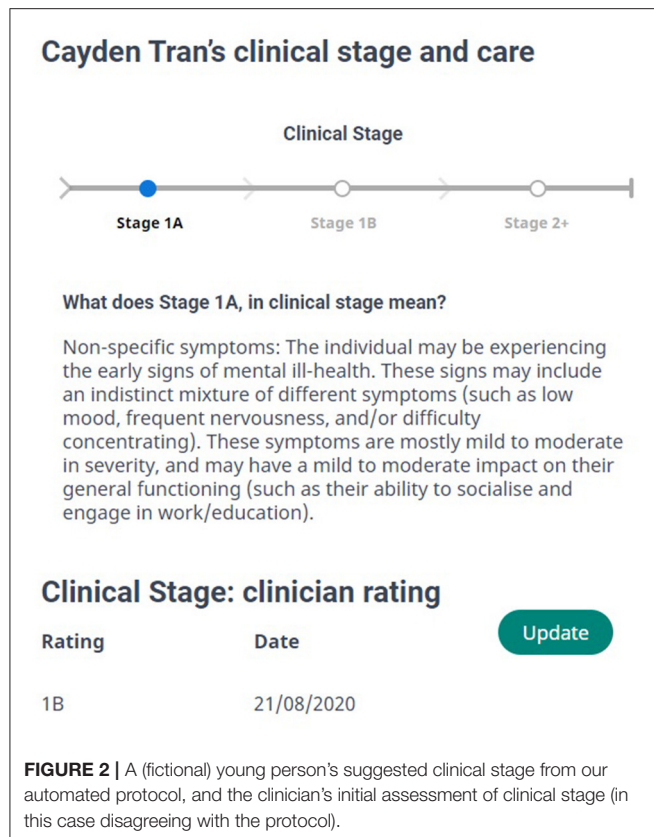 Cayden Tran’s clinical stage and care
Clinical Stage
Stage 1A Stage 1B Stage 2+
What does Stage 1A, in clinical stage mean?
Non-specific symptoms: The individual may be experiencing
the early signs of mental ill-health. These signs may include
an indistinct mixture of different symptoms (such as low
mood, frequent nervousness, and/or difficulty
concentrating). These symptoms are mostly mild to moderate
in severity, and may have a mild to moderate impact on their
general functioning (such as their ability to socialise and
engage in work/education).
Clinical Stage: clinician rating
Rating Date Update
1B 21/08/2020
FIGURE 2 | A (fictional) young person’s suggested clinical stage from our
automated protocol, and the clinician’s initial assessment of clinical stage (in
this case disagreeing with the protocol).